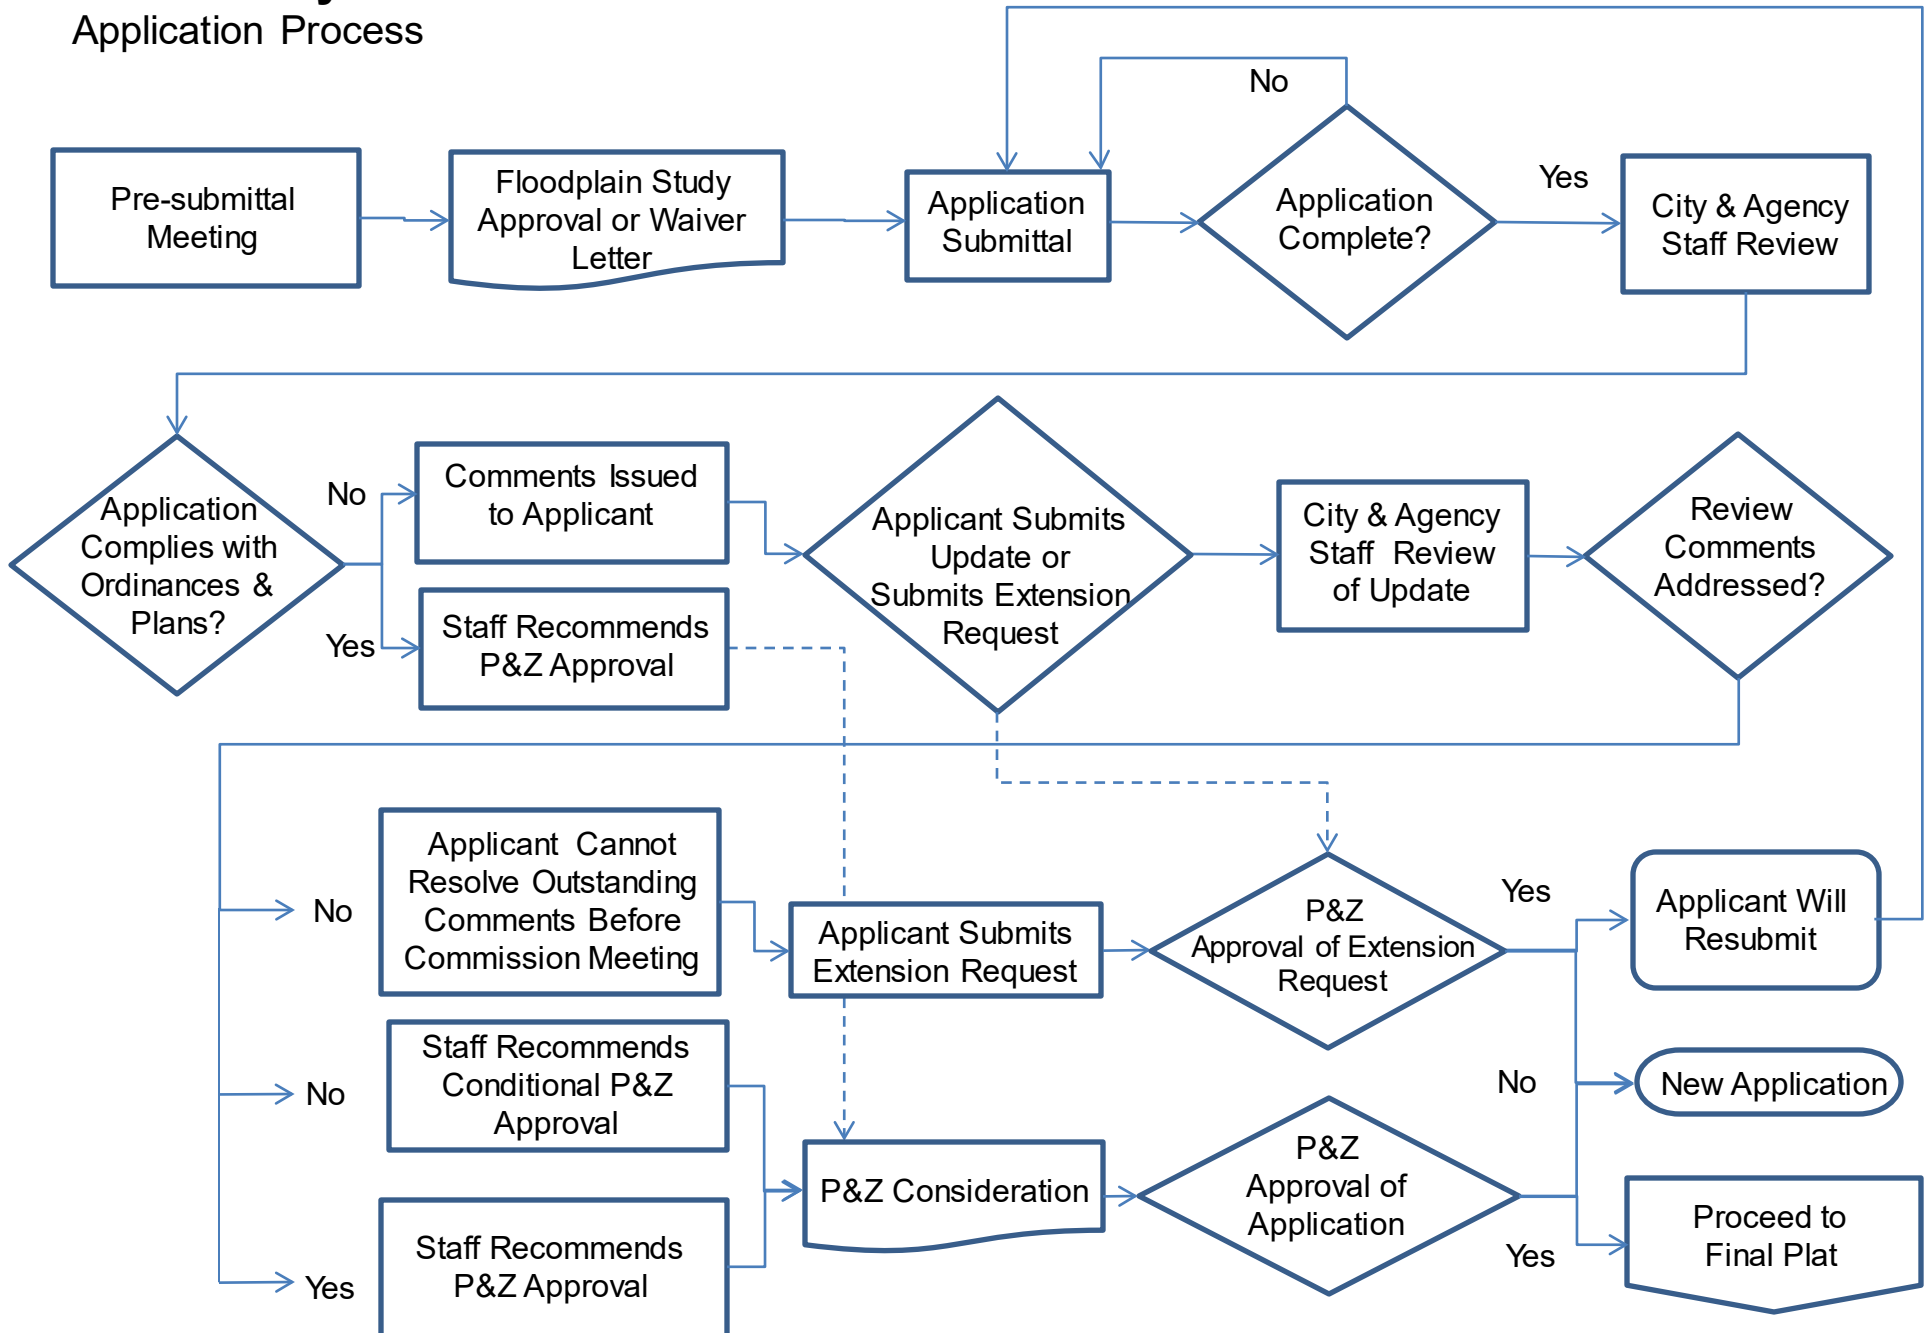 Application Process
No
Pre-submittal
Meeting
Floodplain Study
Approval or Waiver
Letter
Application
Submittal
Application
Complete?
Yes
City & Agency
Staff Review
Application
Complies with
Ordinances &
Plans?
No
Yes
Comments Issued
to Applicant
Staff Recommends
P&Z Approval
Applicant Submits
Update or
Submits Extension
Request
City & Agency
Staff Review
of Update
Review
Comments
Addressed?
No
Applicant Cannot
Resolve Outstanding
Comments Before
Commission Meeting
Applicant Submits
Extension Request
P&Z
Approval of Extension
Request
Yes
Applicant Will
Resubmit
No
Staff Recommends
Conditional P&Z
Approval
No
New Application
Yes
Staff Recommends
P&Z Approval
P&Z Consideration
P&Z
Approval of
Application
Yes
Proceed to
Final Plat